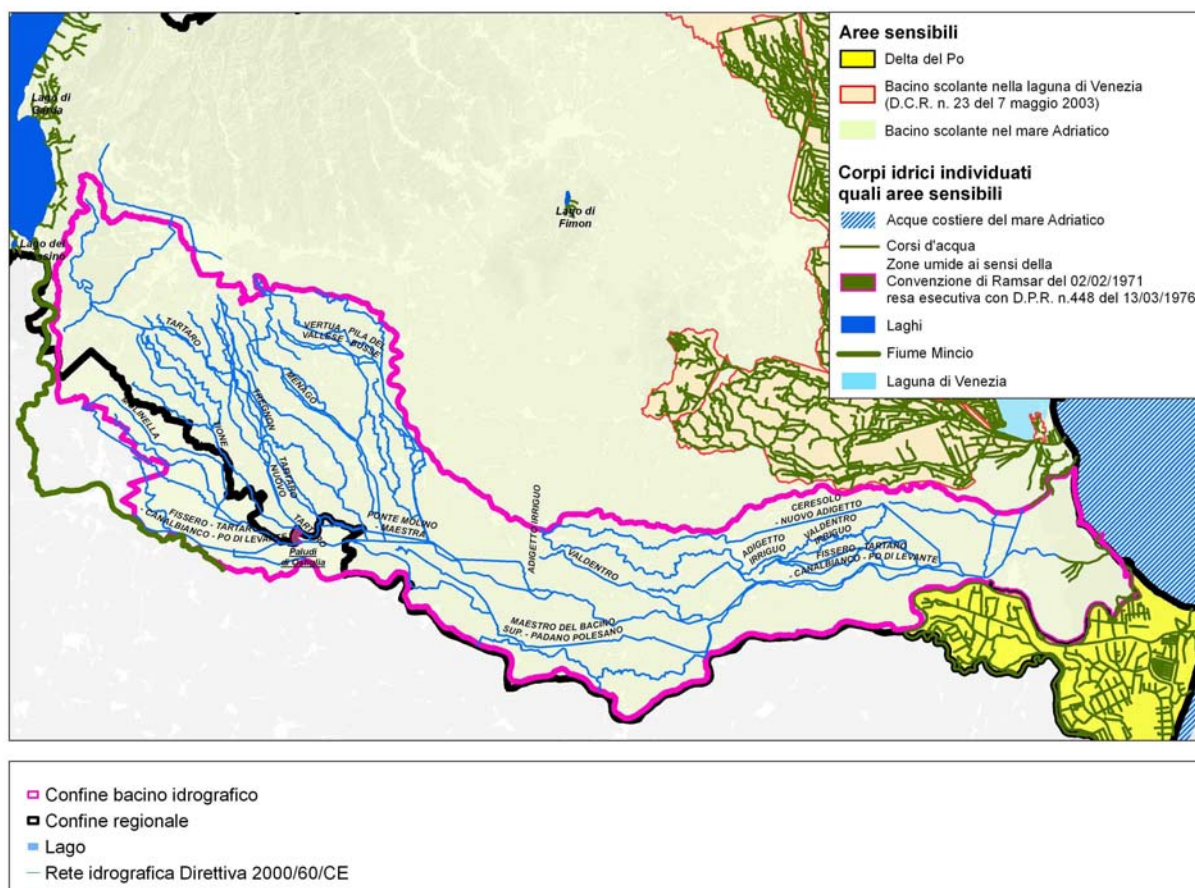 Aree sensibili
Delta del Po
Bacino scolante nella laguna di Venezia
(D.C.R. n. 23 del 7 maggio 2003)
Bacino scolante nel mare Adriatico
Corpi idrici individuati
quali aree sensibili
Acque costiere del mare Adriatico
Corsi d'acqua
Zone umide ai sensi della
Convenzione di Ramsar del 02/02/1971
resa esecutiva con D.P.R. n.448 del 13/03/1976
Laghi
Fiume Mincio
Laguna di Venezia
Lago di
Garda
Lago di
Fimon
Lago del
TARTARO
VERTUA - PILA DEL
VALLESE - BUSSE
MENAGO
TREGNON
TIONE
TARTARO
NUOVO
TARTARO
FISSERO - TARTARO
- CANALBIANCO - PO DI LEVANTE
Paludi
PONTE MOLINO
- MAESTRA
ADIGETTO IRRIGUO
VALDENTRO
CERESOLO
- NUOVO ADIGETTO
ADIGETTO
IRRIGUO
VALDENTRO
IRRIGUO
FISSERO - TARTARO
- CANALBIANCO - PO DI LEVANTE
MAESTRO DEL BACINO
SUP. - PADANO POLESANO
Confine bacino idrografico
Confine regionale
Lago
Rete idrografica Direttiva 2000/60/CE